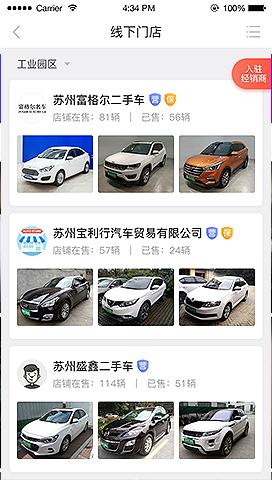 Carrier 4:34 PM 100%
线下门店
工业园区
入驻
经销商
富格尔名车
苏州富格尔二手车 营 保
店铺在售：81辆 | 已售：56辆
苏州宝利行汽车贸易有限公司 营 保
店铺在售：57辆 | 已售：24辆
苏州盛鑫二手车 营
店铺在售：114辆 | 已售：51辆